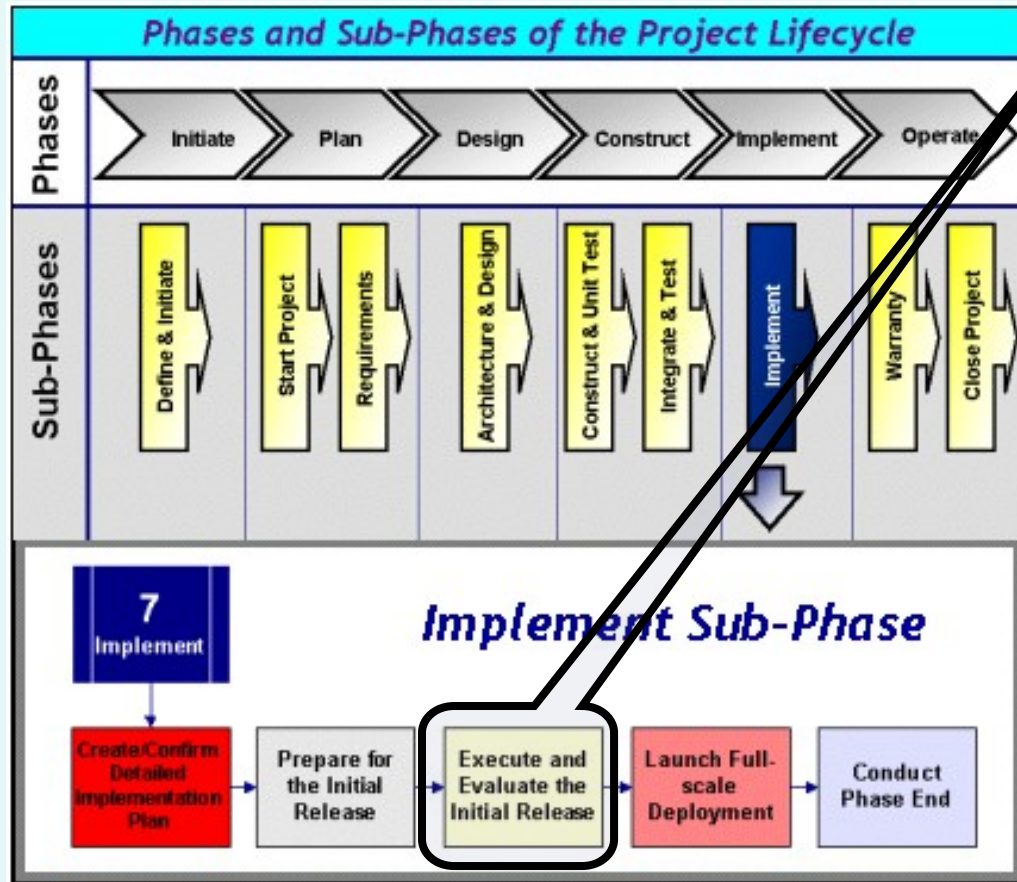 Phases and Sub-Phases of the Project Lifecycle
Phases
Initiate
Plan
Design
Construct
Implement
Operate
Sub-Phases
Define & Initiate
Start Project
Requirements
Architecture & Design
Construct & Unit Test
Integrate & Test
Implement
Warranty
Close Project
7
Implement
Implement Sub-Phase
Create/Confirm
Detailed
Implementation
Plan
Prepare for
the Initial
Release
Execute and
Evaluate the
Initial Release
Launch Full-
scale
Deployment
Conduct
Phase End